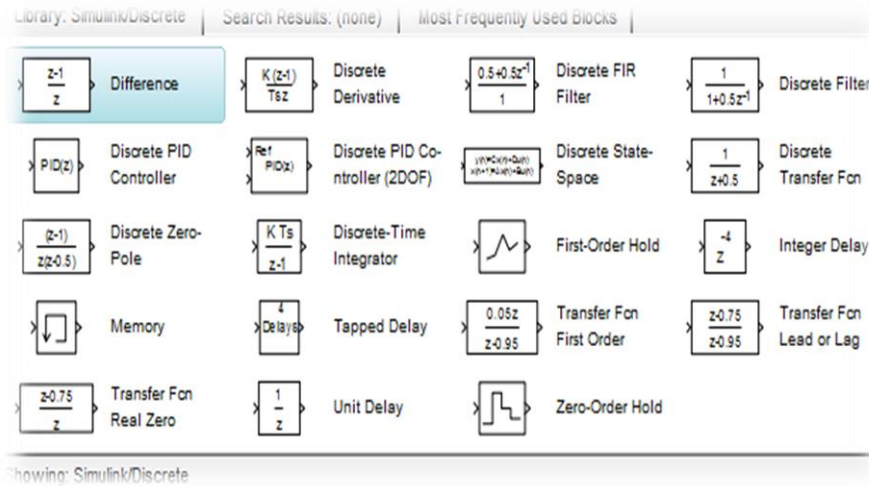 Library: Simulink/Discrete
Search Results: (none)
Most Frequently Used Blocks
z-1
z
Difference
K(z-1)
Tsz
Discrete
Derivative
0.5+0.5z-1
1
Discrete FIR
Filter
1
1+0.5z-1
Discrete Filter
PID(z)
Discrete PID
Controller
Ref
PID(z)
Discrete PID Co-
ntroller (2DOF)
Discrete State-
Space
1
z+0.5
Discrete
Transfer Fcn
(z-1)
z(z-0.5)
Discrete Zero-
Pole
K Ts
z-1
Discrete-Time
Integrator
First-Order Hold
-4
Z
Integer Delay
Memory
4
Delays
Tapped Delay
0.05z
z-0.95
Transfer Fcn
First Order
z-0.75
z-0.95
Transfer Fcn
Lead or Lag
z-0.75
z
Transfer Fcn
Real Zero
1
z
Unit Delay
Zero-Order Hold
Showing: Simulink/Discrete